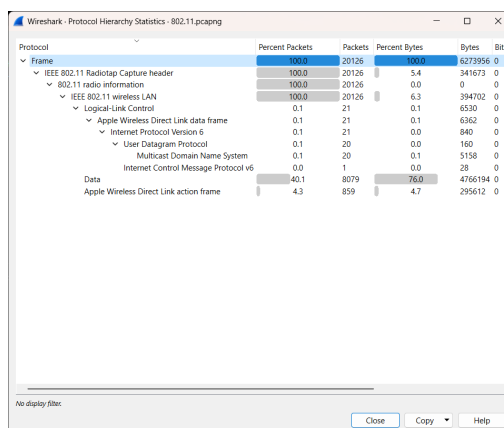 Wireshark · Protocol Hierarchy Statistics · 802.11.pcapng
Protocol Percent Packets Packets Percent Bytes Bytes Bit
Frame 100.0 20126 100.0 6273956 0
IEEE 802.11 Radiotap Capture header 100.0 20126 5.4 341673 0
802.11 radio information 100.0 20126 0.0 0 0
IEEE 802.11 wireless LAN 100.0 20126 6.3 394702 0
Logical-Link Control 0.1 21 0.1 6530 0
Apple Wireless Direct Link data frame 0.1 21 0.1 6362 0
Internet Protocol Version 6 0.1 21 0.0 840 0
User Datagram Protocol 0.1 20 0.0 160 0
Multicast Domain Name System 0.1 20 0.1 5158 0
Internet Control Message Protocol v6 0.0 1 0.0 28 0
Data 40.1 8079 76.0 4766194 0
Apple Wireless Direct Link action frame 4.3 859 4.7 295612 0
No display filter.
Close Copy Help